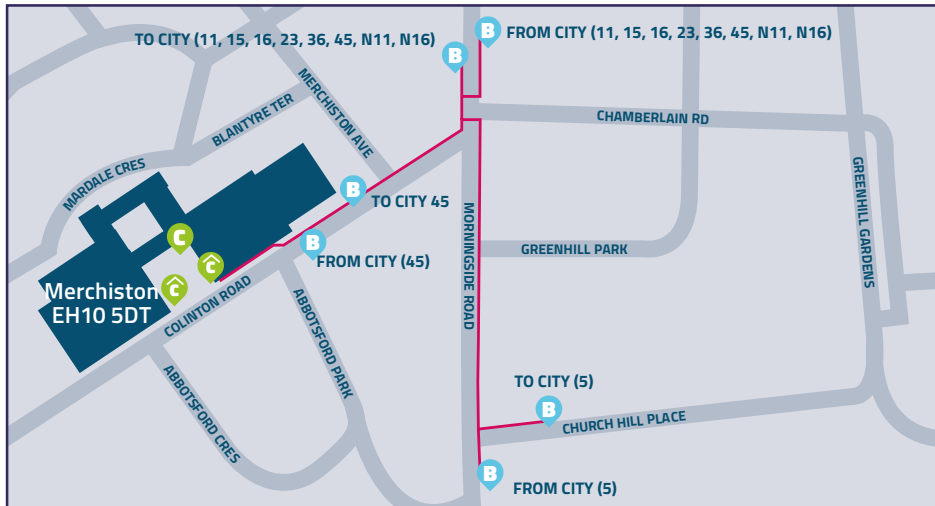 TO CITY (11, 15, 16, 23, 36, 45, N11, N16)
B
B
FROM CITY (11, 15, 16, 23, 36, 45, N11, N16)
MERCHISTON AVE
BLANTYRE TER
CHAMBERLAIN RD
MARDALE CRES
B
TO CITY 45
GREENHILL GARDENS
MORNINGSIDE ROAD
C
B
FROM CITY (45)
GREENHILL PARK
C
C
Merchiston
EH10 5DT
COLINTON ROAD
ABBOTSFORD PARK
ABBOTSFORD CRES
TO CITY (5)
B
CHURCH HILL PLACE
B
FROM CITY (5)